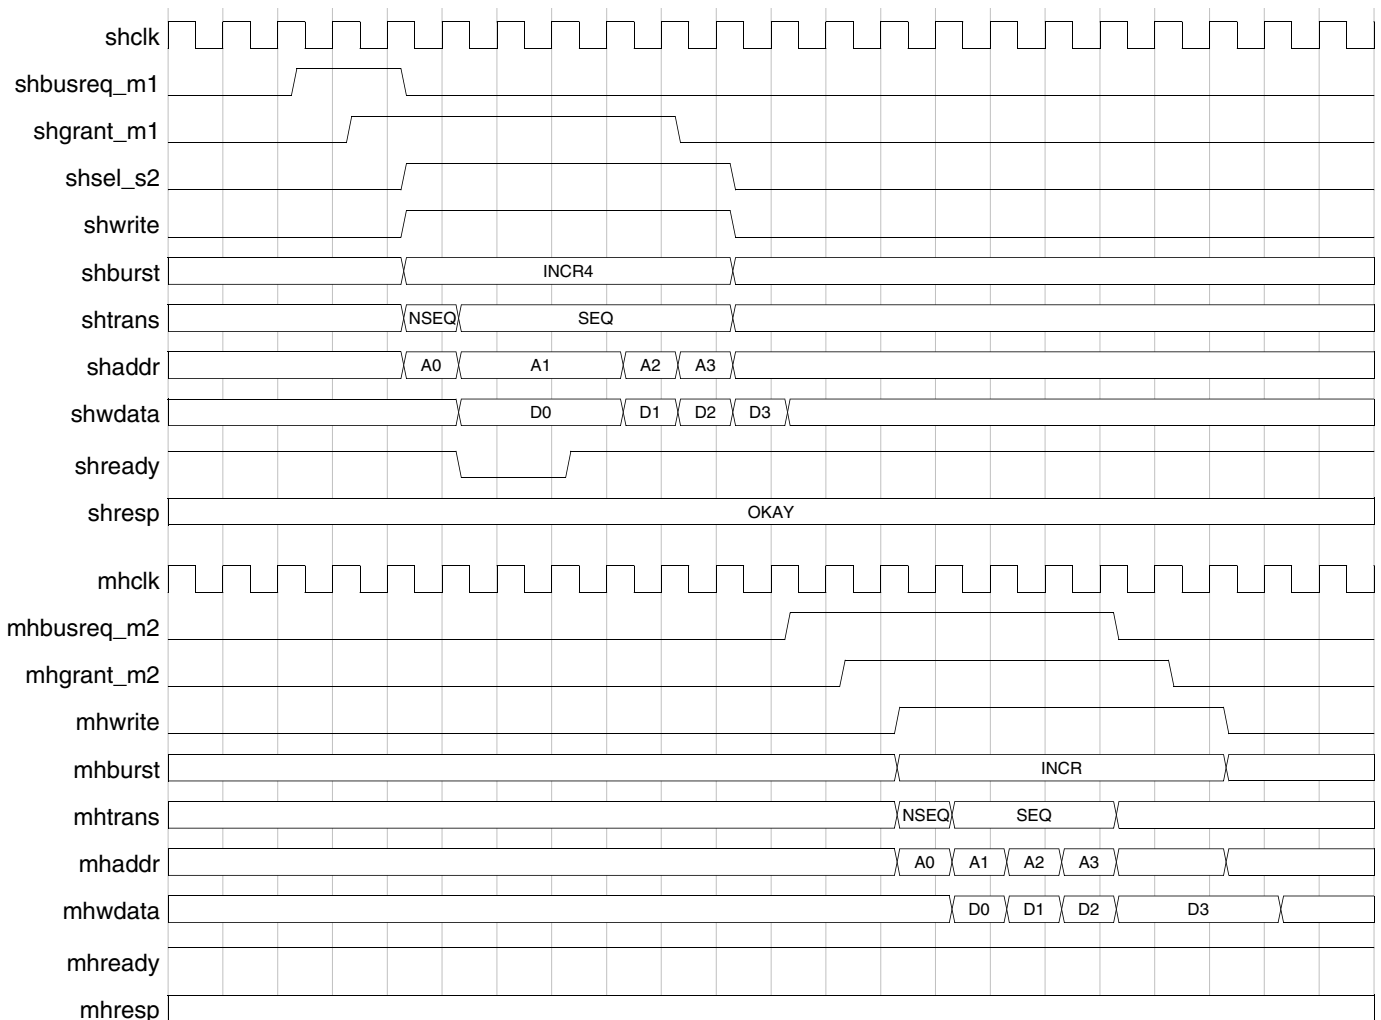 shclk
shbusreq_m1
shgrant_m1
shsel_s2
shwrite
shburst INCR4
shtrans NSEQ SEQ
shaddr A0 A1 A2 A3
shwdata D0 D1 D2 D3
shready
shresp OKAY
mhclk
mhbusreq_m2
mhgrant_m2
mhwrite
mhburst INCR
mhtrans NSEQ SEQ
mhaddr A0 A1 A2 A3
mhwdata D0 D1 D2 D3
mhready
mhresp